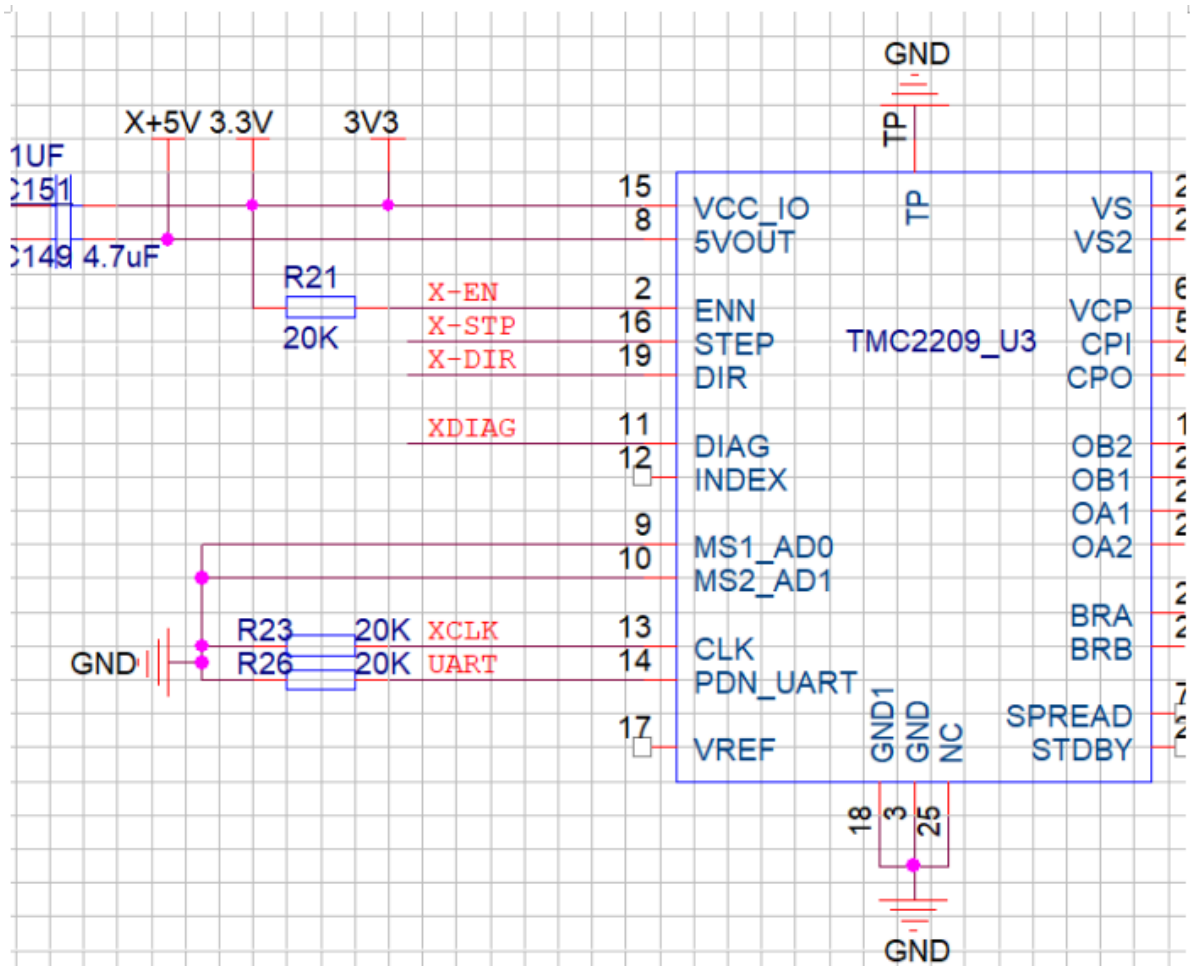 GND
TP
X+5V 3.3V 3V3
1UF
C151
C149 4.7uF
15 VCC_IO
8 5VOUT
R21
20K
X-EN 2 ENN
X-STP 16 STEP
X-DIR 19 DIR
XDIAG 11 DIAG
12 INDEX
9 MS1_AD0
10 MS2_AD1
R23 20K XCLK 13 CLK
R26 20K UART 14 PDN_UART
GND
17 VREF
TP
TMC2209_U3
VS
VS2
VCP
CPI
CPO
OB2
OB1
OA1
OA2
BRA
BRB
SPREAD
STDBY
GND1
GND
NC
18
3
25
GND